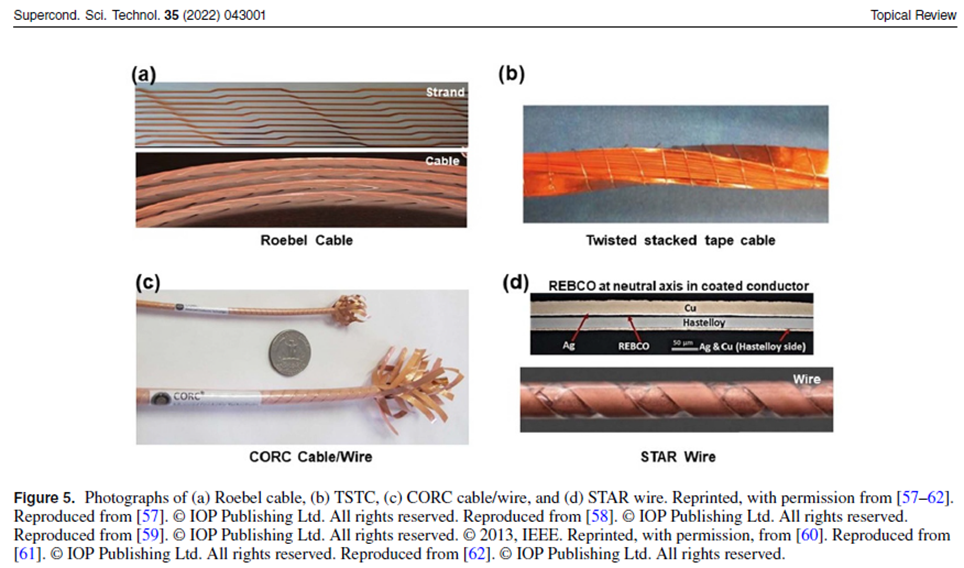 Supercond. Sci. Technol. 35 (2022) 043001
Topical Review
(a)
Strand
Cable
Roebel Cable
(b)
Twisted stacked tape cable
(c)
CORC®
CORC Cable/Wire
(d)
REBCO at neutral axis in coated conductor
Cu
Hastelloy
Ag
REBCO
50 μm
Ag & Cu (Hastelloy side)
Wire
STAR Wire
Figure 5. Photographs of (a) Roebel cable, (b) TSTC, (c) CORC cable/wire, and (d) STAR wire. Reprinted, with permission from [57–62].
Reproduced from [57]. © IOP Publishing Ltd. All rights reserved. Reproduced from [58]. © IOP Publishing Ltd. All rights reserved.
Reproduced from [59]. © IOP Publishing Ltd. All rights reserved. © 2013, IEEE. Reprinted, with permission, from [60]. Reproduced from
[61]. © IOP Publishing Ltd. All rights reserved. Reproduced from [62]. © IOP Publishing Ltd. All rights reserved.